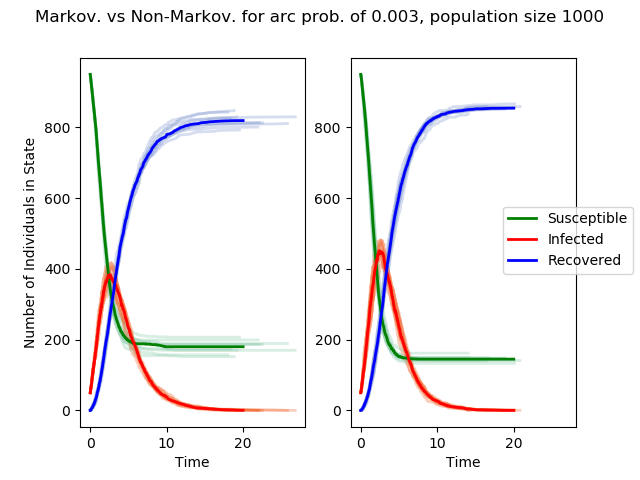 Markov. vs Non-Markov. for arc prob. of 0.003, population size 1000
Number of Individuals in State
800
600
400
200
0
0 10 20
Time
800
600
400
200
0
0 10 20
Time
Susceptible
Infected
Recovered